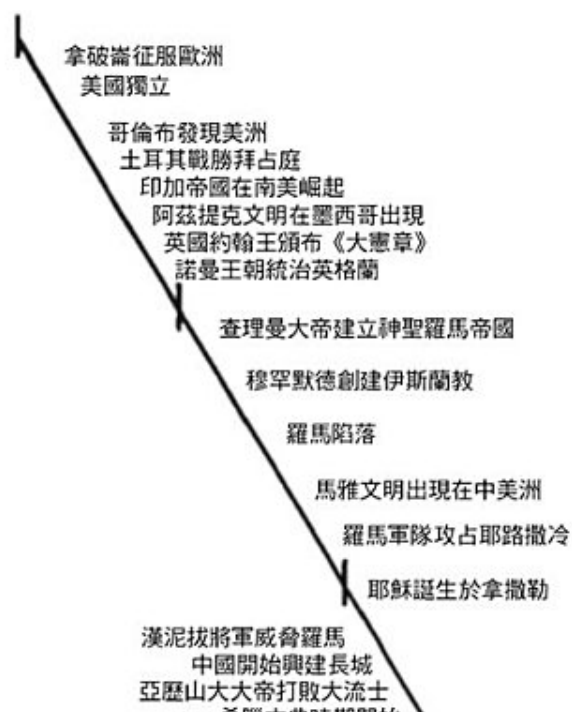 拿破崙征服歐洲
美國獨立
哥倫布發現美洲
土耳其戰勝拜占庭
印加帝國在南美崛起
阿茲提克文明在墨西哥出現
英國約翰王頒布《大憲章》
諾曼王朝統治英格蘭
查理曼大帝建立神聖羅馬帝國
穆罕默德創建伊斯蘭教
羅馬陷落
馬雅文明出現在中美洲
羅馬軍隊攻占耶路撒冷
耶穌誕生於拿撒勒
漢泥拔將軍威脅羅馬
中國開始興建長城
亞歷山大大帝打敗大流士